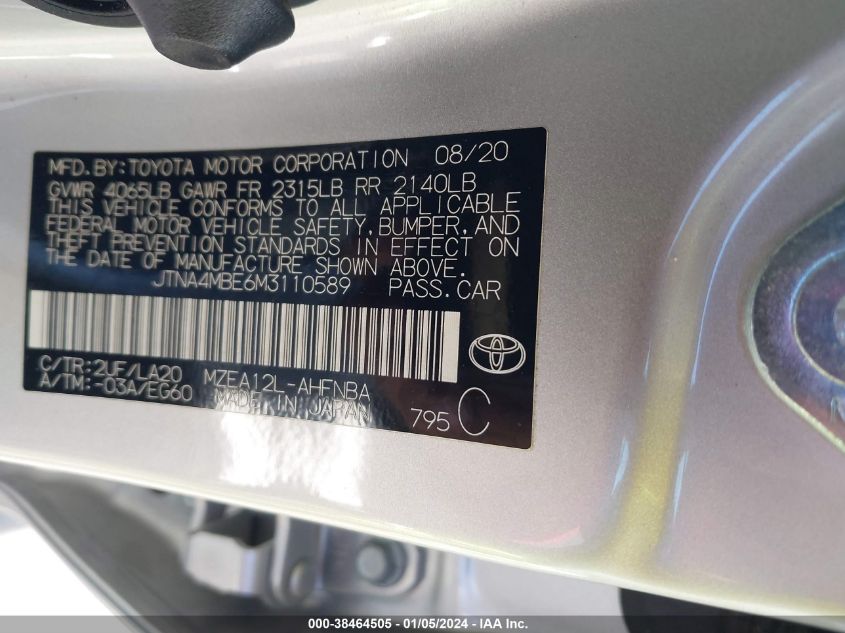 MFD.BY:TOYOTA MOTOR CORPORATION 08/20
GVWR 4065LB GAWR FR 2315LB RR 2140LB
THIS VEHICLE CONFORMS TO ALL APPLICABLE
FEDERAL MOTOR VEHICLE SAFETY,BUMPER,AND
THEFT PREVENTION STANDARDS IN EFFECT ON
THE DATE OF MANUFACTURE SHOWN ABOVE.
JTNA4MBE6M3110589 PASS.CAR
C/TR:2UF/LA20 MZEA12L-AHFNBA
A/TM:-03A/EG60 MADE IN JAPAN
795 C
000-38464505 | 01/05/2024 | IAA Inc.